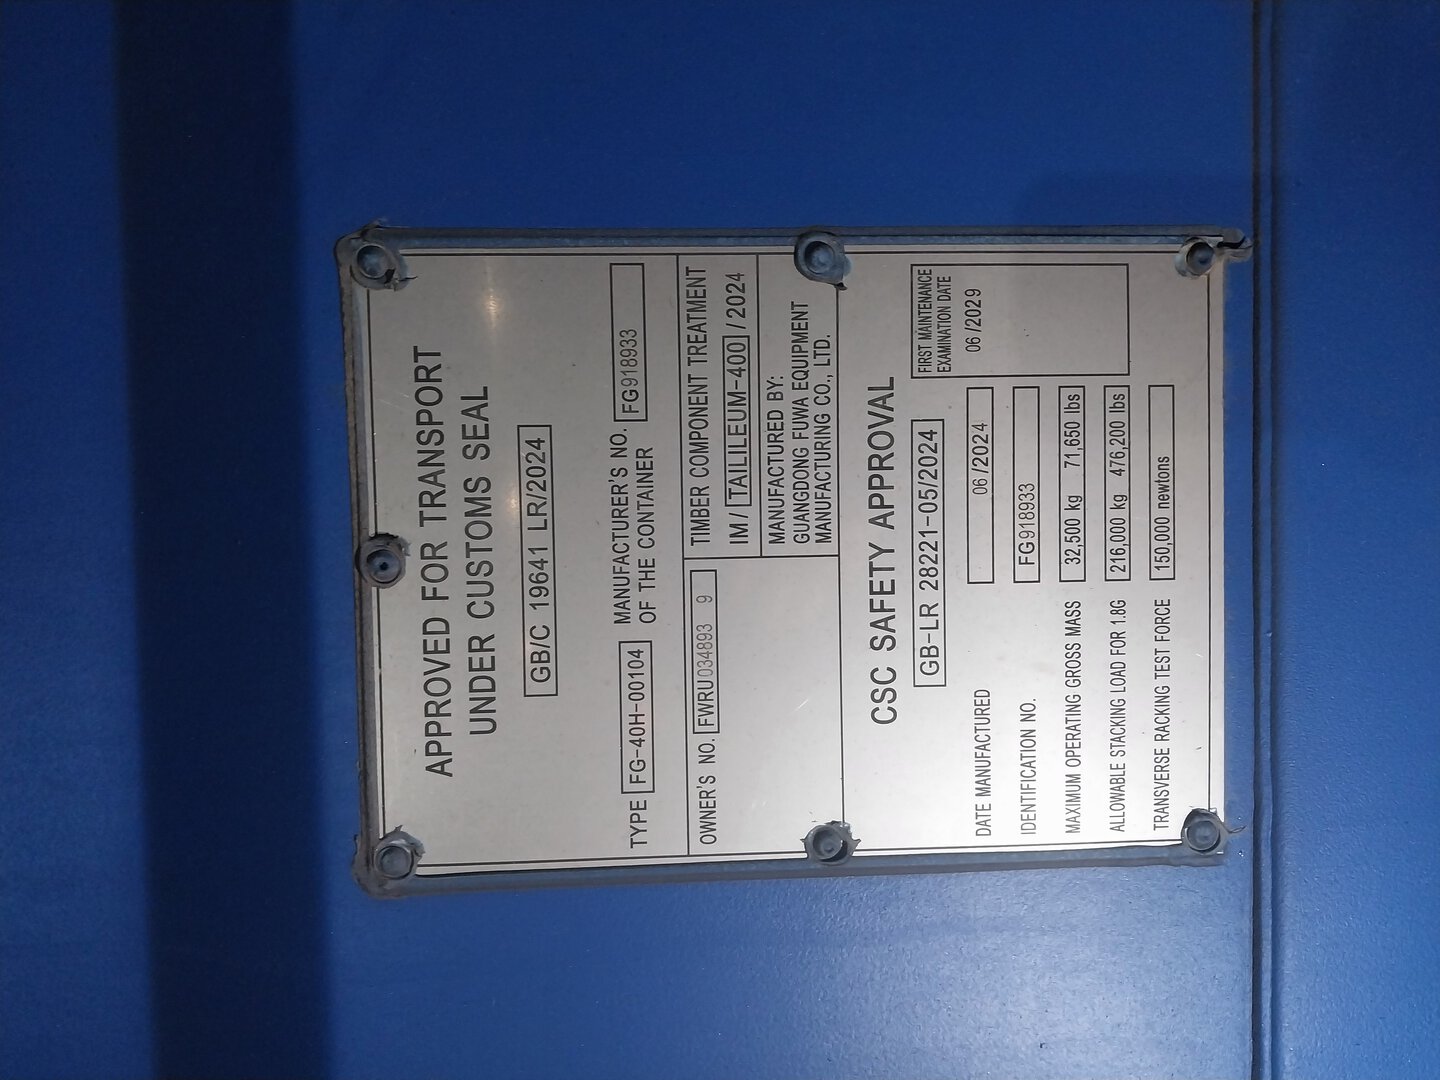 APPROVED FOR TRANSPORT
UNDER CUSTOMS SEAL
GB/C 19641 LR/2024
TYPE FG-40H-00104 MANUFACTURER'S NO. OF THE CONTAINER FG918933
OWNER'S NO. FWRU034893 9
TIMBER COMPONENT TREATMENT
IM/ TAILILEUM-400 /2024
MANUFACTURED BY:
GUANGDONG FUWA EQUIPMENT
MANUFACTURING CO., LTD.
CSC SAFETY APPROVAL
GB-LR 28221-05/2024
FIRST MAINTENANCE
EXAMINATION DATE
06 /2029
DATE MANUFACTURED 06 /2024
IDENTIFICATION NO. FG918933
MAXIMUM OPERATING GROSS MASS 32,500 kg 71,650 lbs
ALLOWABLE STACKING LOAD FOR 1.8G 216,000 kg 476,200 lbs
TRANSVERSE RACKING TEST FORCE 150,000 newtons